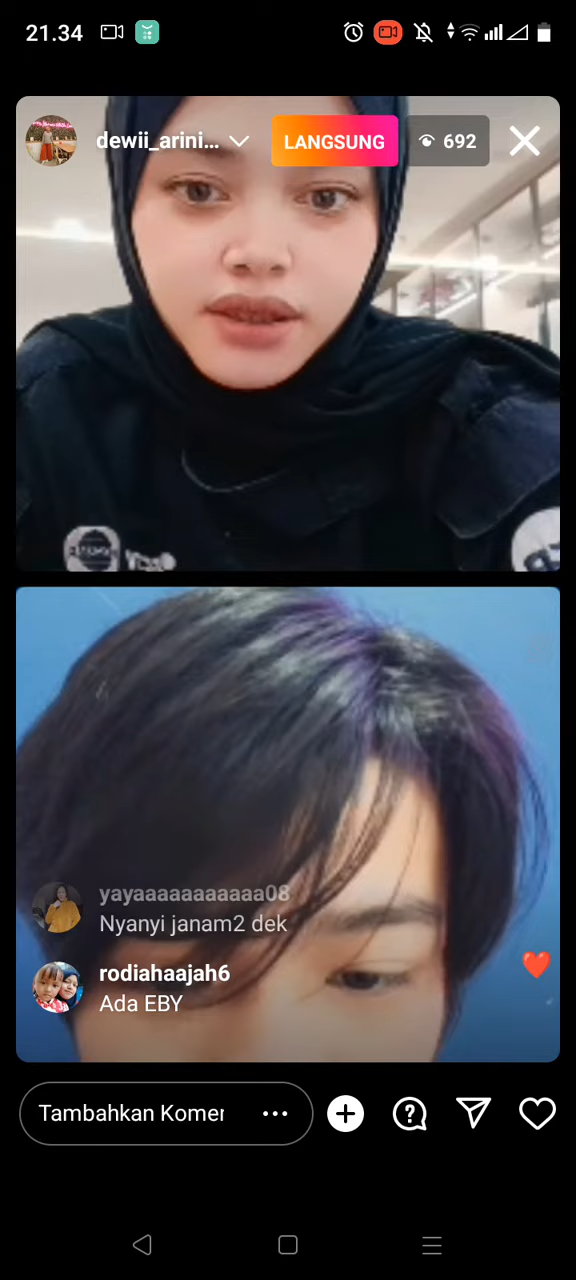 21.34
dewii_arini...
LANGSUNG
692
yayaaaaaaaaaaa08
Nyanyi janam2 dek
rodiahaajah6
Ada EBY
Tambahkan Komer